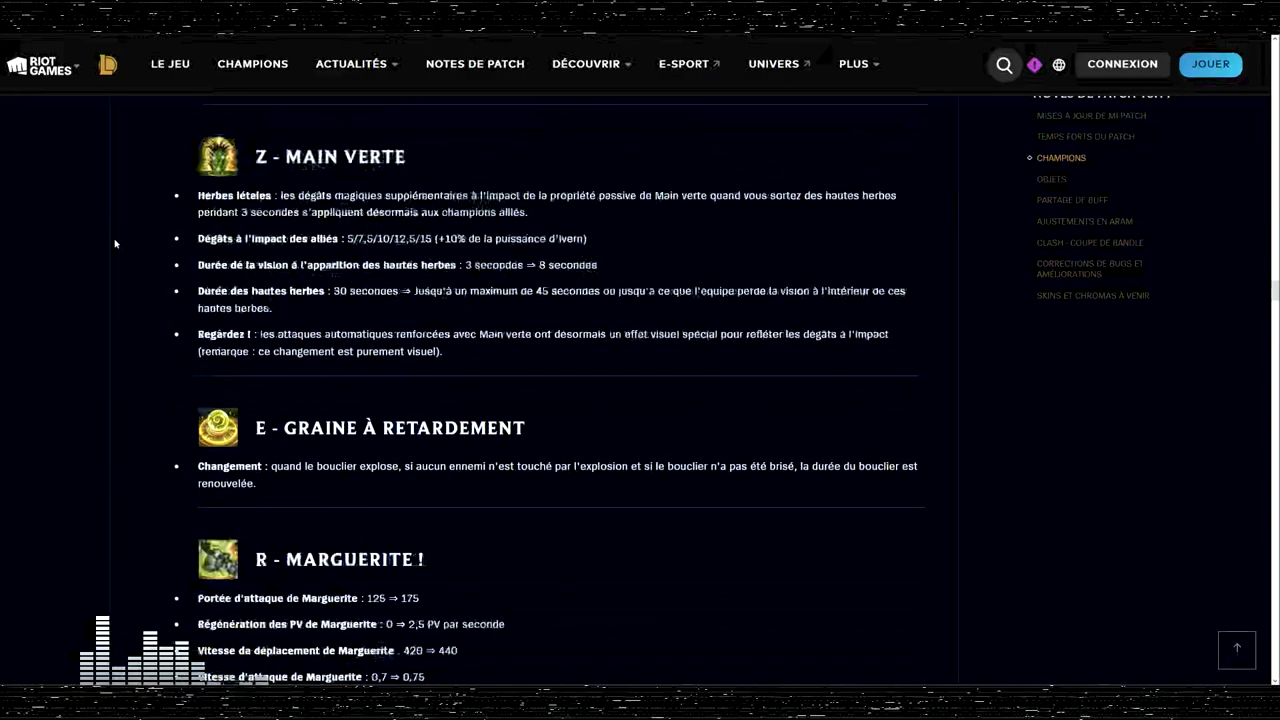 RIOT GAMES
LE JEU CHAMPIONS ACTUALITÉS NOTES DE PATCH DÉCOUVRIR E-SPORT UNIVERS PLUS CONNEXION JOUER
Z - MAIN VERTE
Herbes létales : les dégâts magiques supplémentaires à l'impact de la propriété passive de Main verte quand vous sortez des hautes herbes
pendant 3 secondes s'appliquent désormais aux champions alliés.
Dégâts à l'impact des alliés : 5/7,5/10/12,5/15 (+10% de la puissance d'Ivern)
Durée de la vision à l'apparition des hautes herbes : 3 secondes ⇒ 8 secondes
Durée des hautes herbes : 30 secondes ⇒ Jusqu'à un maximum de 45 secondes ou jusqu'à ce que l'équipe perde la vision à l'intérieur de ces
hautes herbes.
Regardez ! : les attaques automatiques renforcées avec Main verte ont désormais un effet visuel spécial pour refléter les dégâts à l'impact
(remarque : ce changement est purement visuel).
E - GRAINE À RETARDEMENT
Changement : quand le bouclier explose, si aucun ennemi n'est touché par l'explosion et si le bouclier n'a pas été brisé, la durée du bouclier est
renouvelée.
R - MARGUERITE !
Portée d'attaque de Marguerite : 125 ⇒ 175
Régénération des PV de Marguerite : 0 ⇒ 2,5 PV par seconde
Vitesse de déplacement de Marguerite : 420 ⇒ 440
Vitesse d'attaque de Marguerite : 0,7 ⇒ 0,75
NOTES DE PATCH
MISES À JOUR DE MI-PATCH
TEMPS FORTS DU PATCH
CHAMPIONS
OBJETS
PARTAGE DE BUFF
AJUSTEMENTS EN ARAM
CLASH - COUPE DE BANDLE
CORRECTIONS DE BUGS ET
AMÉLIORATIONS
SKINS ET CHROMAS À VENIR